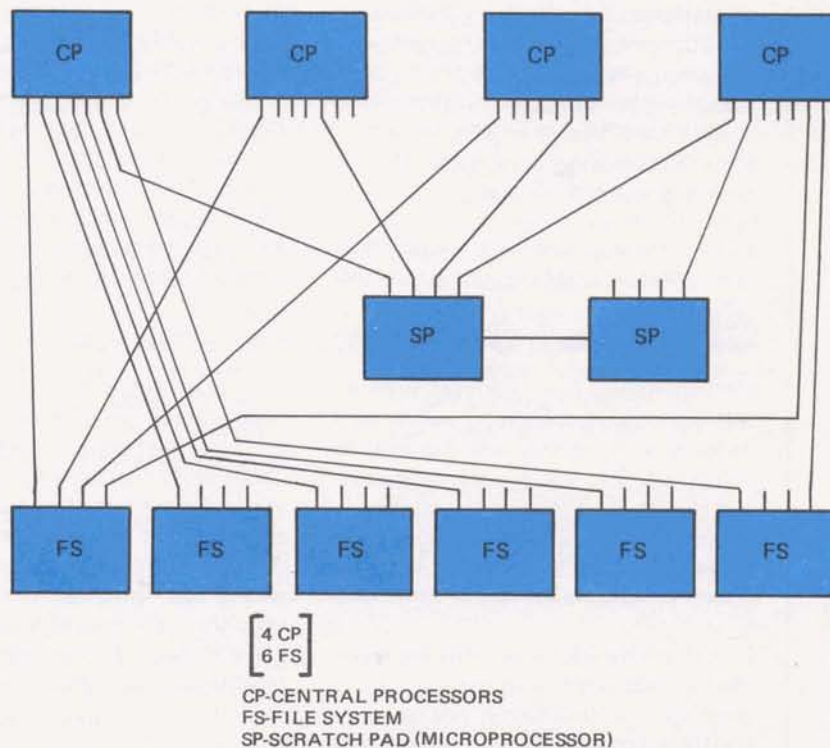 CP CP CP CP
SP SP
FS FS FS FS FS FS
4 CP
6 FS
CP-CENTRAL PROCESSORS
FS-FILE SYSTEM
SP-SCRATCH PAD (MICROPROCESSOR)